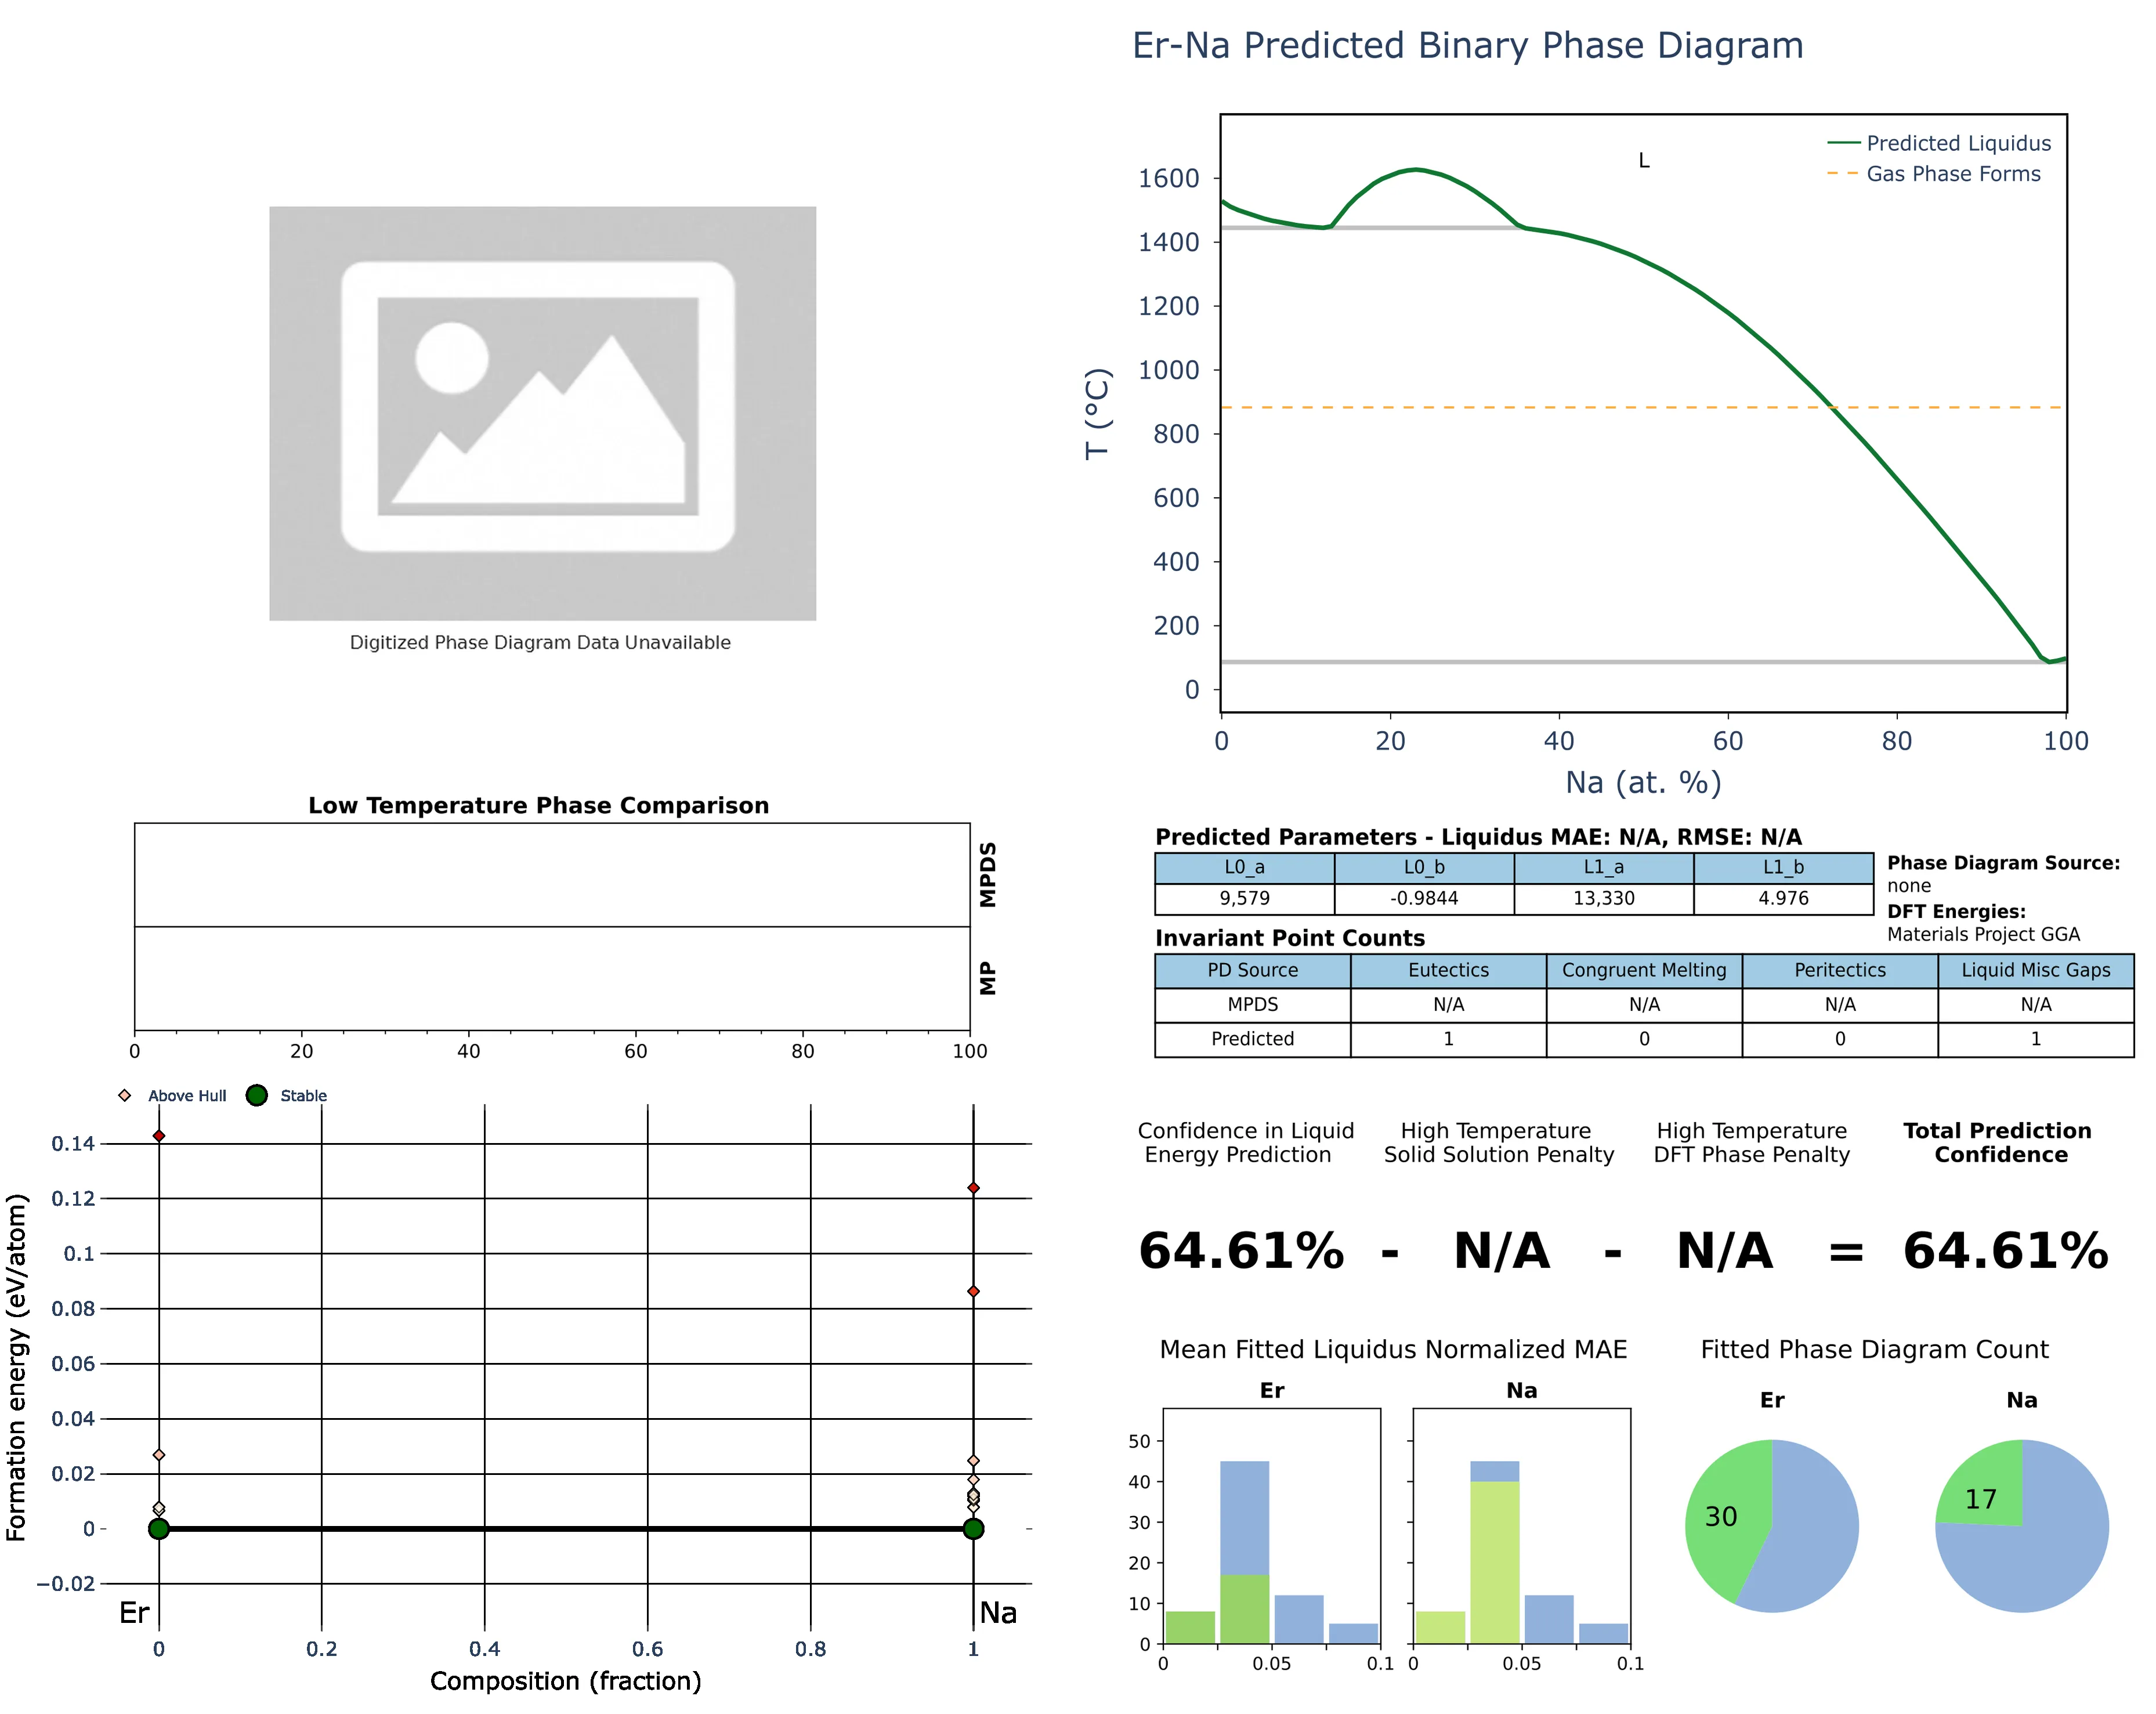 Er-Na Predicted Binary Phase Diagram
Digitized Phase Diagram Data Unavailable
L
Predicted Liquidus
Gas Phase Forms
1600
1400
1200
1000
800
600
400
200
0
T (°C)
0 20 40 60 80 100
Na (at. %)
Low Temperature Phase Comparison
MPDS
MP
0 20 40 60 80 100
Predicted Parameters - Liquidus MAE: N/A, RMSE: N/A
L0_a L0_b L1_a L1_b
9,579 -0.9844 13,330 4.976
Phase Diagram Source:
none
DFT Energies:
Materials Project GGA
Invariant Point Counts
PD Source Eutectics Congruent Melting Peritectics Liquid Misc Gaps
MPDS N/A N/A N/A N/A
Predicted 1 0 0 1
Above Hull Stable
0.14
0.12
0.1
0.08
0.06
0.04
0.02
0
−0.02
Formation energy (eV/atom)
Er Na
0 0.2 0.4 0.6 0.8 1
Composition (fraction)
Confidence in Liquid
Energy Prediction
High Temperature
Solid Solution Penalty
High Temperature
DFT Phase Penalty
Total Prediction
Confidence
64.61% - N/A - N/A = 64.61%
Mean Fitted Liquidus Normalized MAE
Er Na
50
40
30
20
10
0
0 0.05 0.1 0 0.05 0.1
Fitted Phase Diagram Count
Er Na
30 17